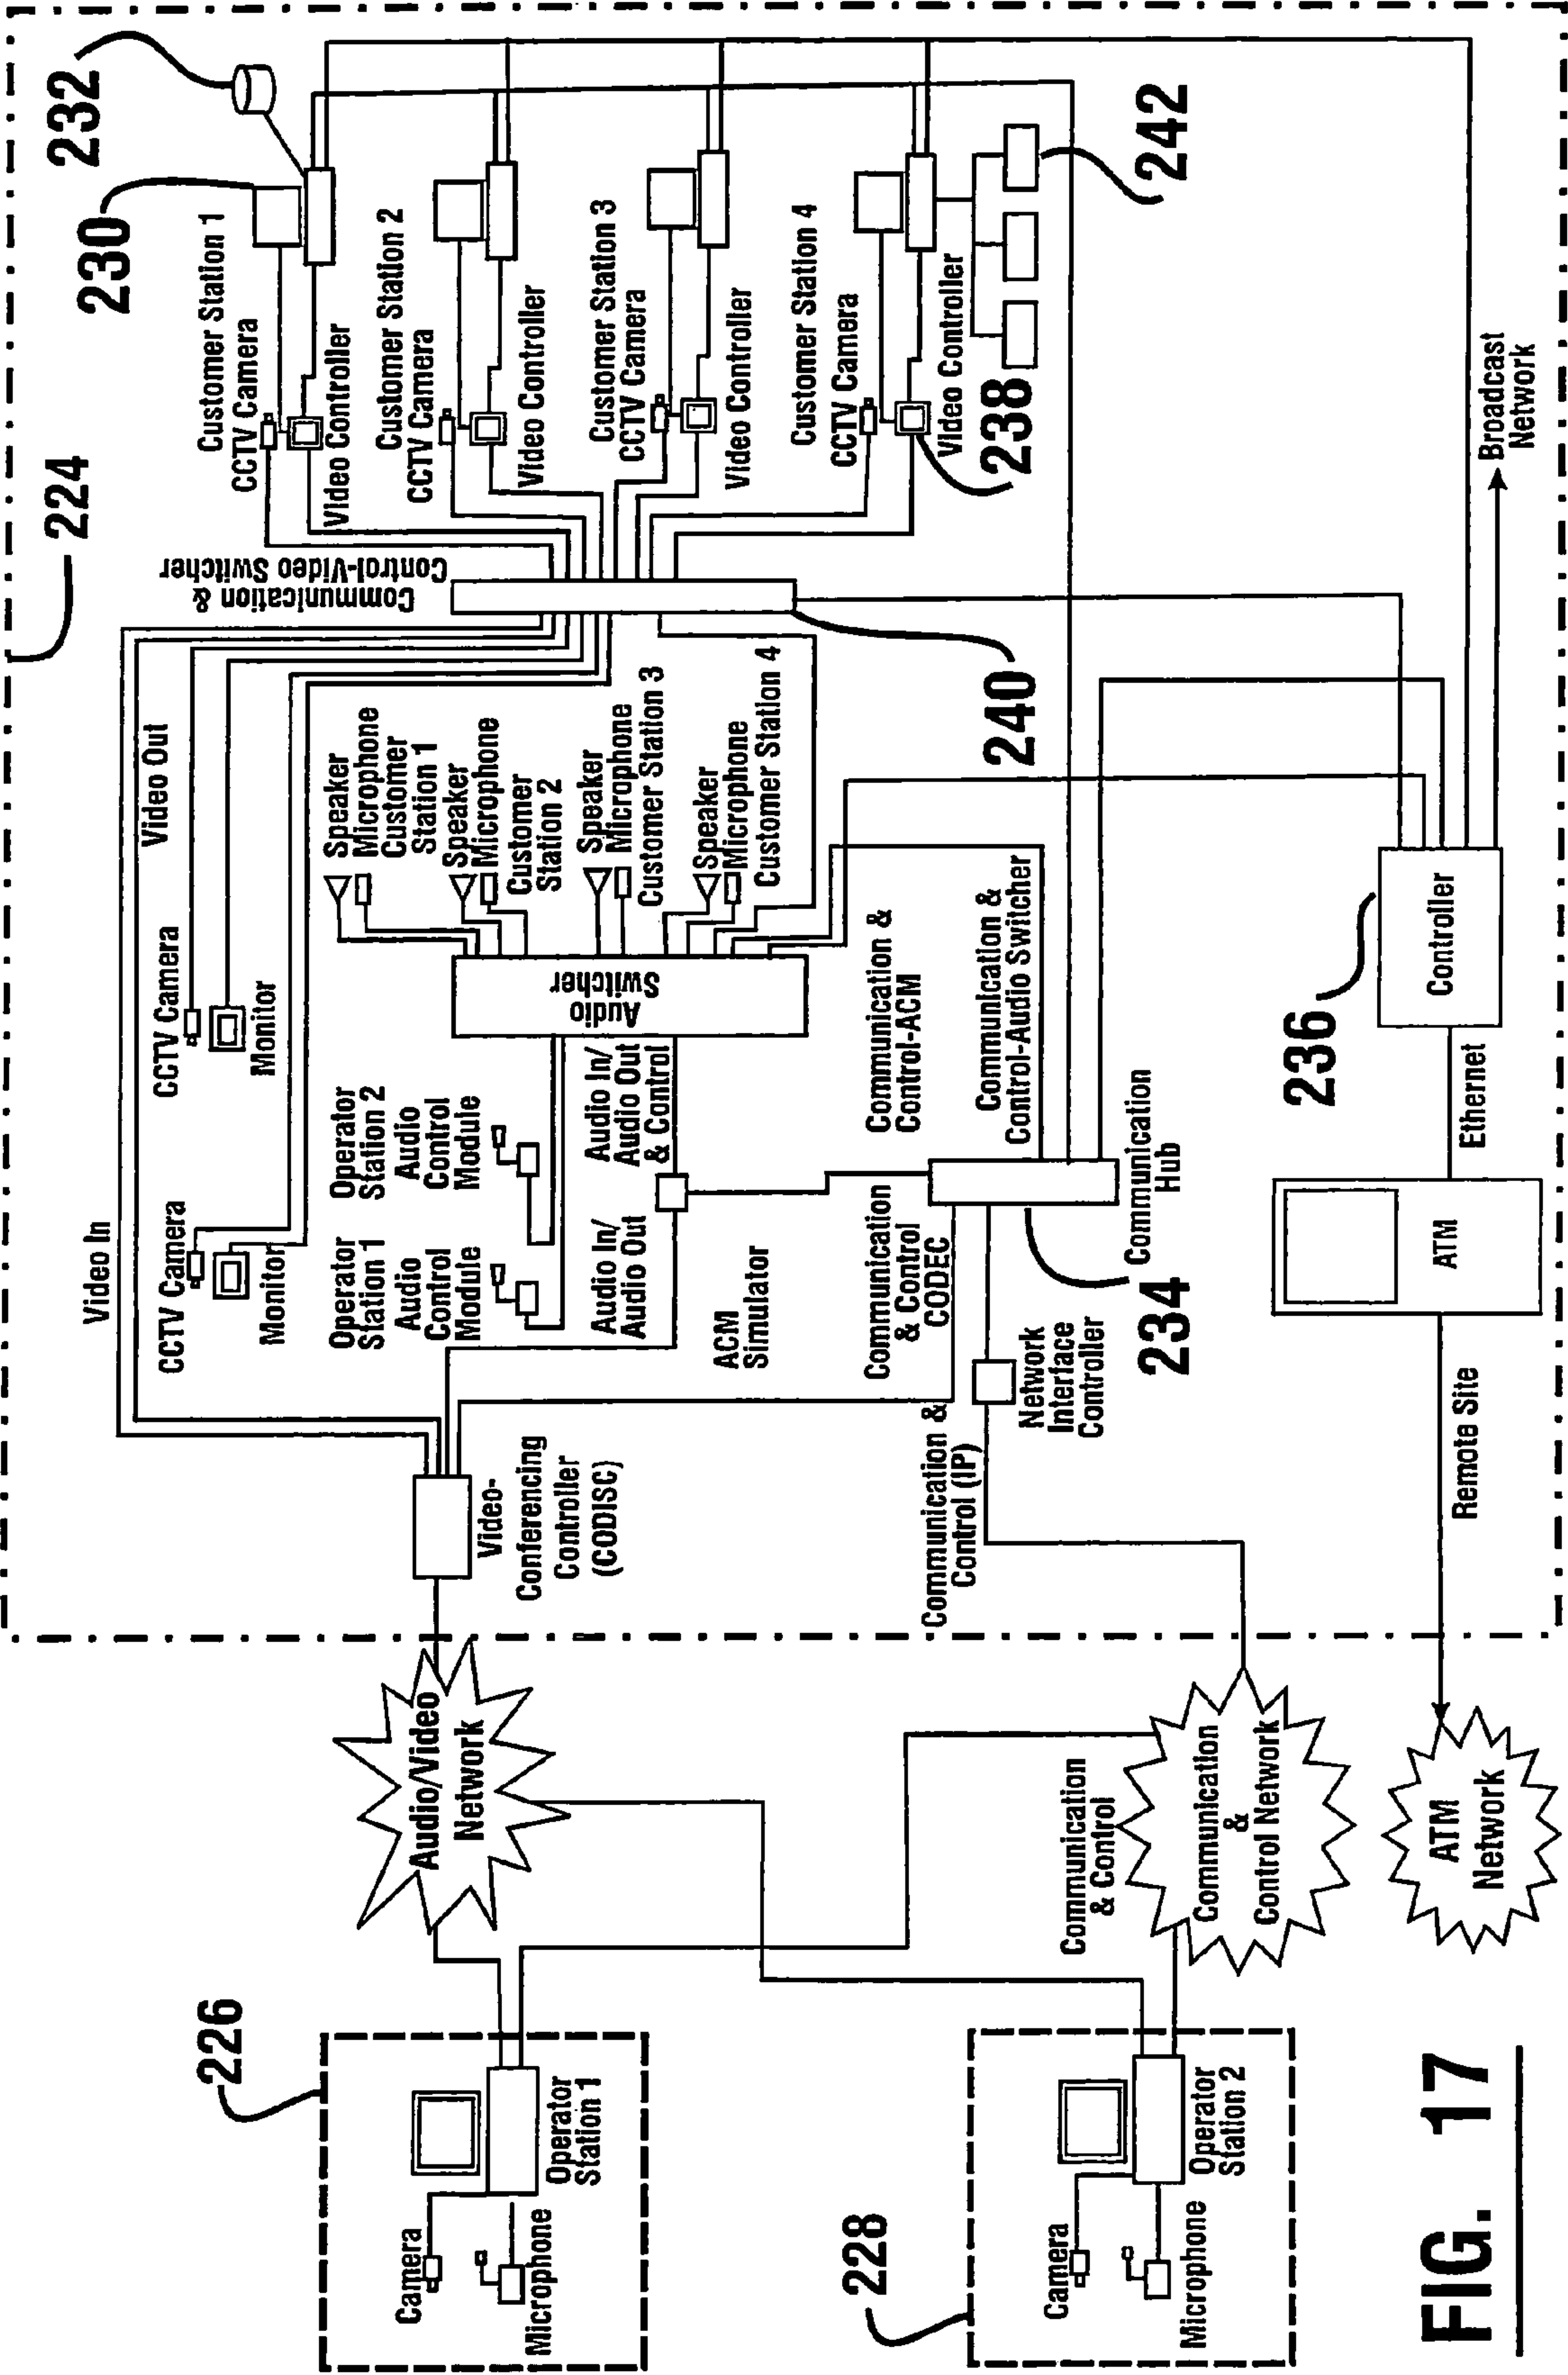 224
232
230
Customer Station 1
CCTV Camera
Video Controller
Customer Station 2
CCTV Camera
Video Controller
Customer Station 3
CCTV Camera
Video Controller
Customer Station 4
CCTV Camera
Video Controller
238
242
Communication &
Control-Video Switcher
240
Video In
Video Out
CCTV Camera
Monitor
CCTV Camera
Monitor
Speaker
Microphone
Customer
Station 1
Speaker
Microphone
Customer
Station 2
Speaker
Microphone
Customer Station 3
Speaker
Microphone
Customer Station 4
Audio
Switcher
Operator
Station 1
Audio
Control
Module
Operator
Station 2
Audio
Control
Module
Audio In/
Audio Out
Audio In/
Audio Out
& Control
ACM
Simulator
Communication &
Control-ACM
Communication &
Control-Audio Switcher
Communication
& Control
CODEC
Communication
Hub
234
Network
Interface
Controller
Communication &
Control (IP)
Video-
Conferencing
Controller
(CODISC)
Controller
236
Ethernet
ATM
Remote Site
Broadcast
Network
Audio/Video
Network
Communication
& Control
Communication
&
Control Network
ATM
Network
226
Camera
Microphone
Operator
Station 1
228
Camera
Microphone
Operator
Station 2
FIG. 17